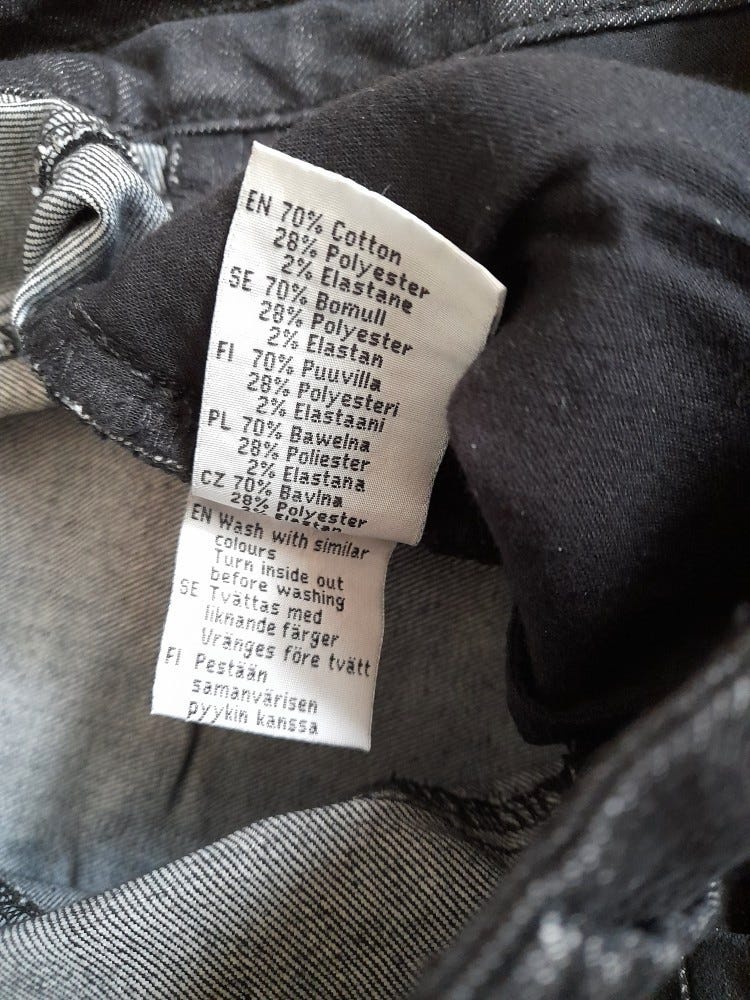 EN 70% Cotton
28% Polyester
2% Elastane
SE 70% Bomull
28% Polyester
2% Elastan
FI 70% Puuvilla
28% Polyesteri
2% Elastaani
PL 70% Bawelna
28% Poliester
2% Elastana
CZ 70% Bavlna
28% Polyester
2% Elastan
EN Wash with similar
colours
Turn inside out
before washing
SE Tvättas med
liknande färger
Vränges före tvätt
FI Pestään
samanvärisen
pyykin kanssa